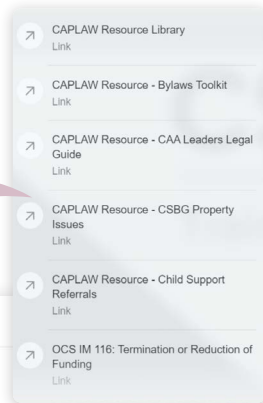 CAPLAW Resource Library
Link
CAPLAW Resource - Bylaws Toolkit
Link
CAPLAW Resource - CAA Leaders Legal
Guide
Link
CAPLAW Resource - CSBG Property
Issues
Link
CAPLAW Resource - Child Support
Referrals
Link
OCS IM 116: Termination or Reduction of
Funding
Link